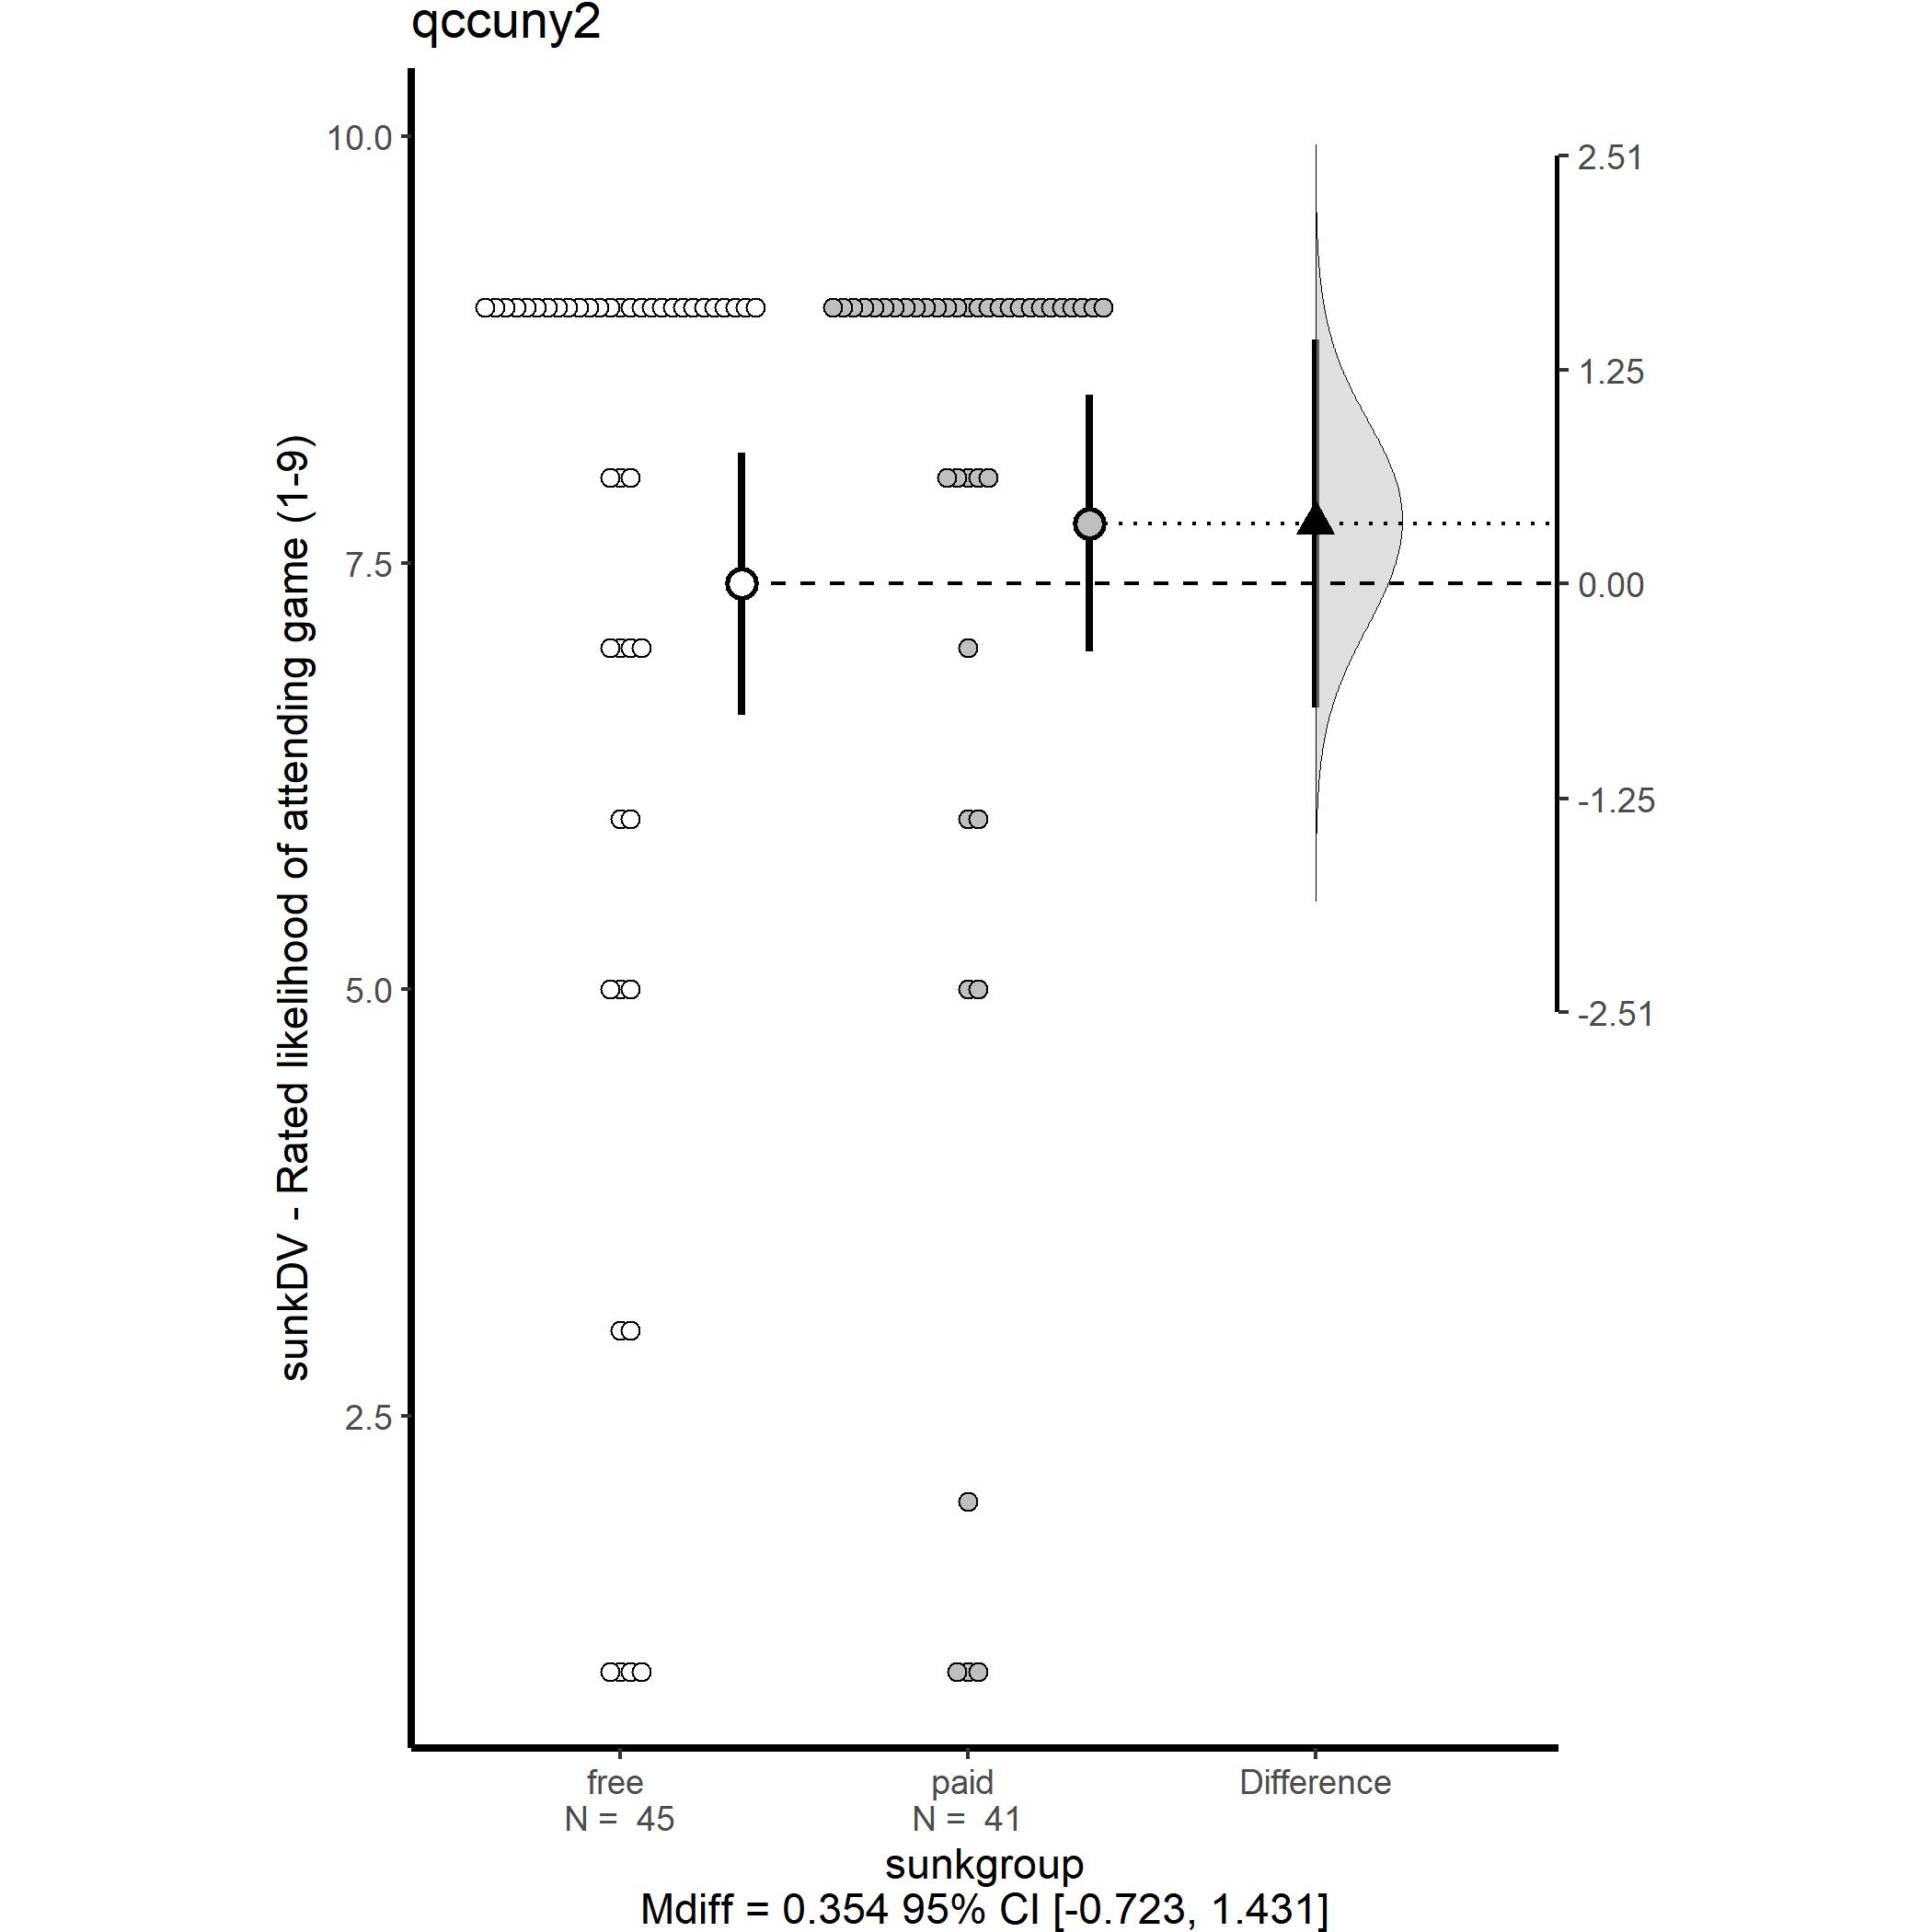 qccuny2
sunkDV - Rated likelihood of attending game (1-9)
10.0
7.5
5.0
2.5
2.51
1.25
0.00
-1.25
-2.51
free
N =  45
paid
N =  41
Difference
sunkgroup
Mdiff = 0.354 95% CI [-0.723, 1.431]